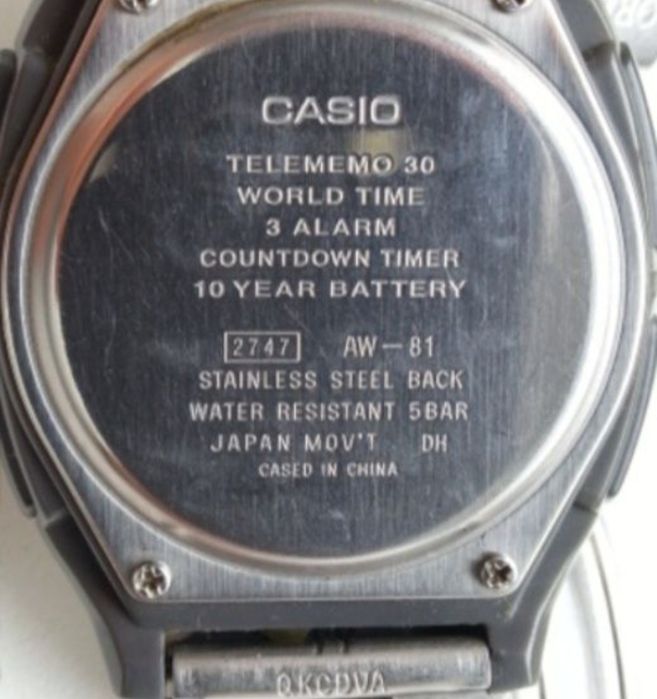 CASIO
TELEMEMO 30
WORLD TIME
3 ALARM
COUNTDOWN TIMER
10 YEAR BATTERY
2747 AW-81
STAINLESS STEEL BACK
WATER RESISTANT 5BAR
JAPAN MOV'T DH
CASED IN CHINA